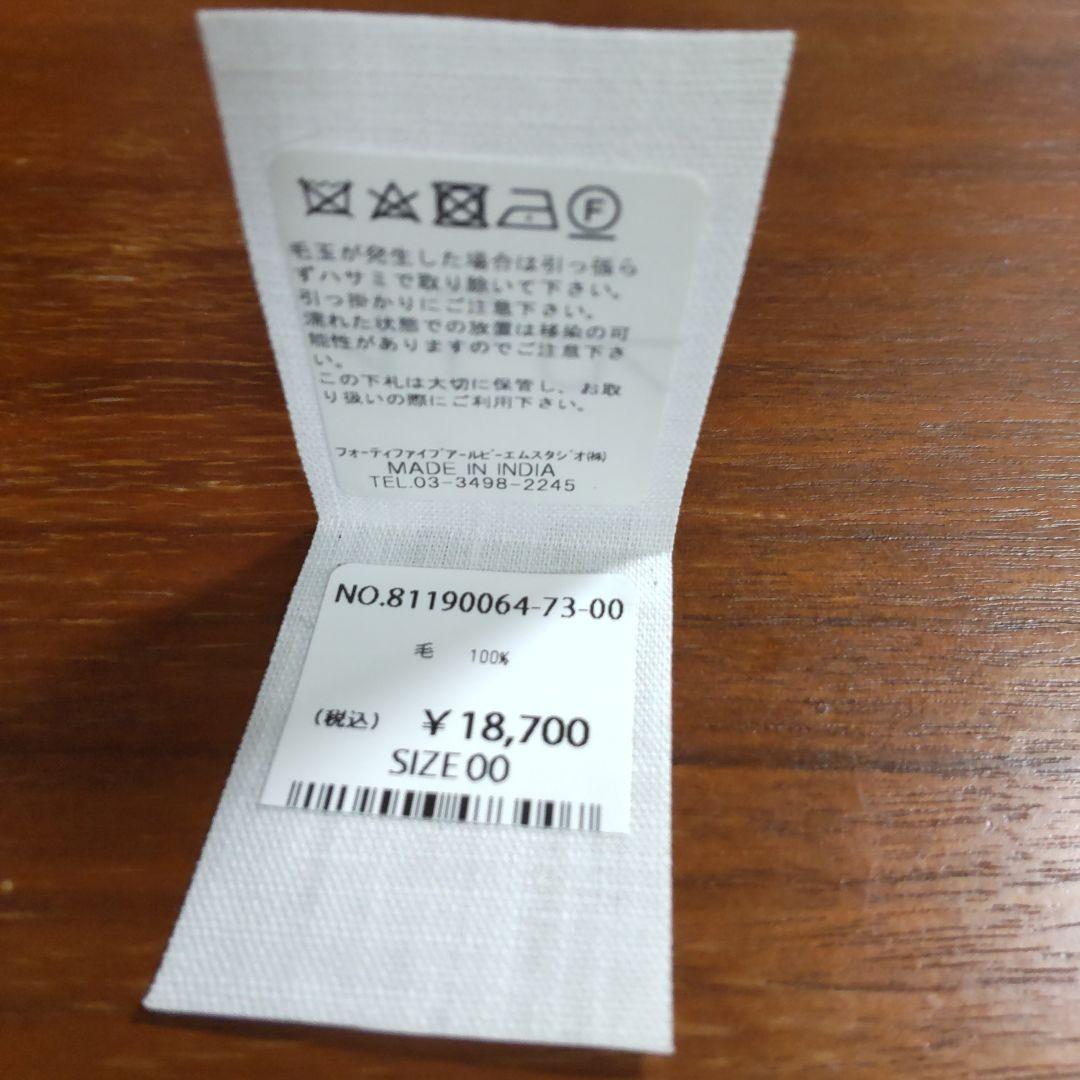 F
毛玉が発生した場合は引っ張ら
ずハサミで取り除いて下さい。
引っ掛かりにご注意下さい。
濡れた状態での放置は移染の可
能性がありますのでご注意下さ
い。
この下札は大切に保管し、お取
り扱いの際にご利用下さい。
フォーティファイブアールピーエムスタジオ(株)
MADE IN INDIA
TEL.03-3498-2245
NO.81190064-73-00
毛 100%
(税込) ¥18,700
SIZE 00